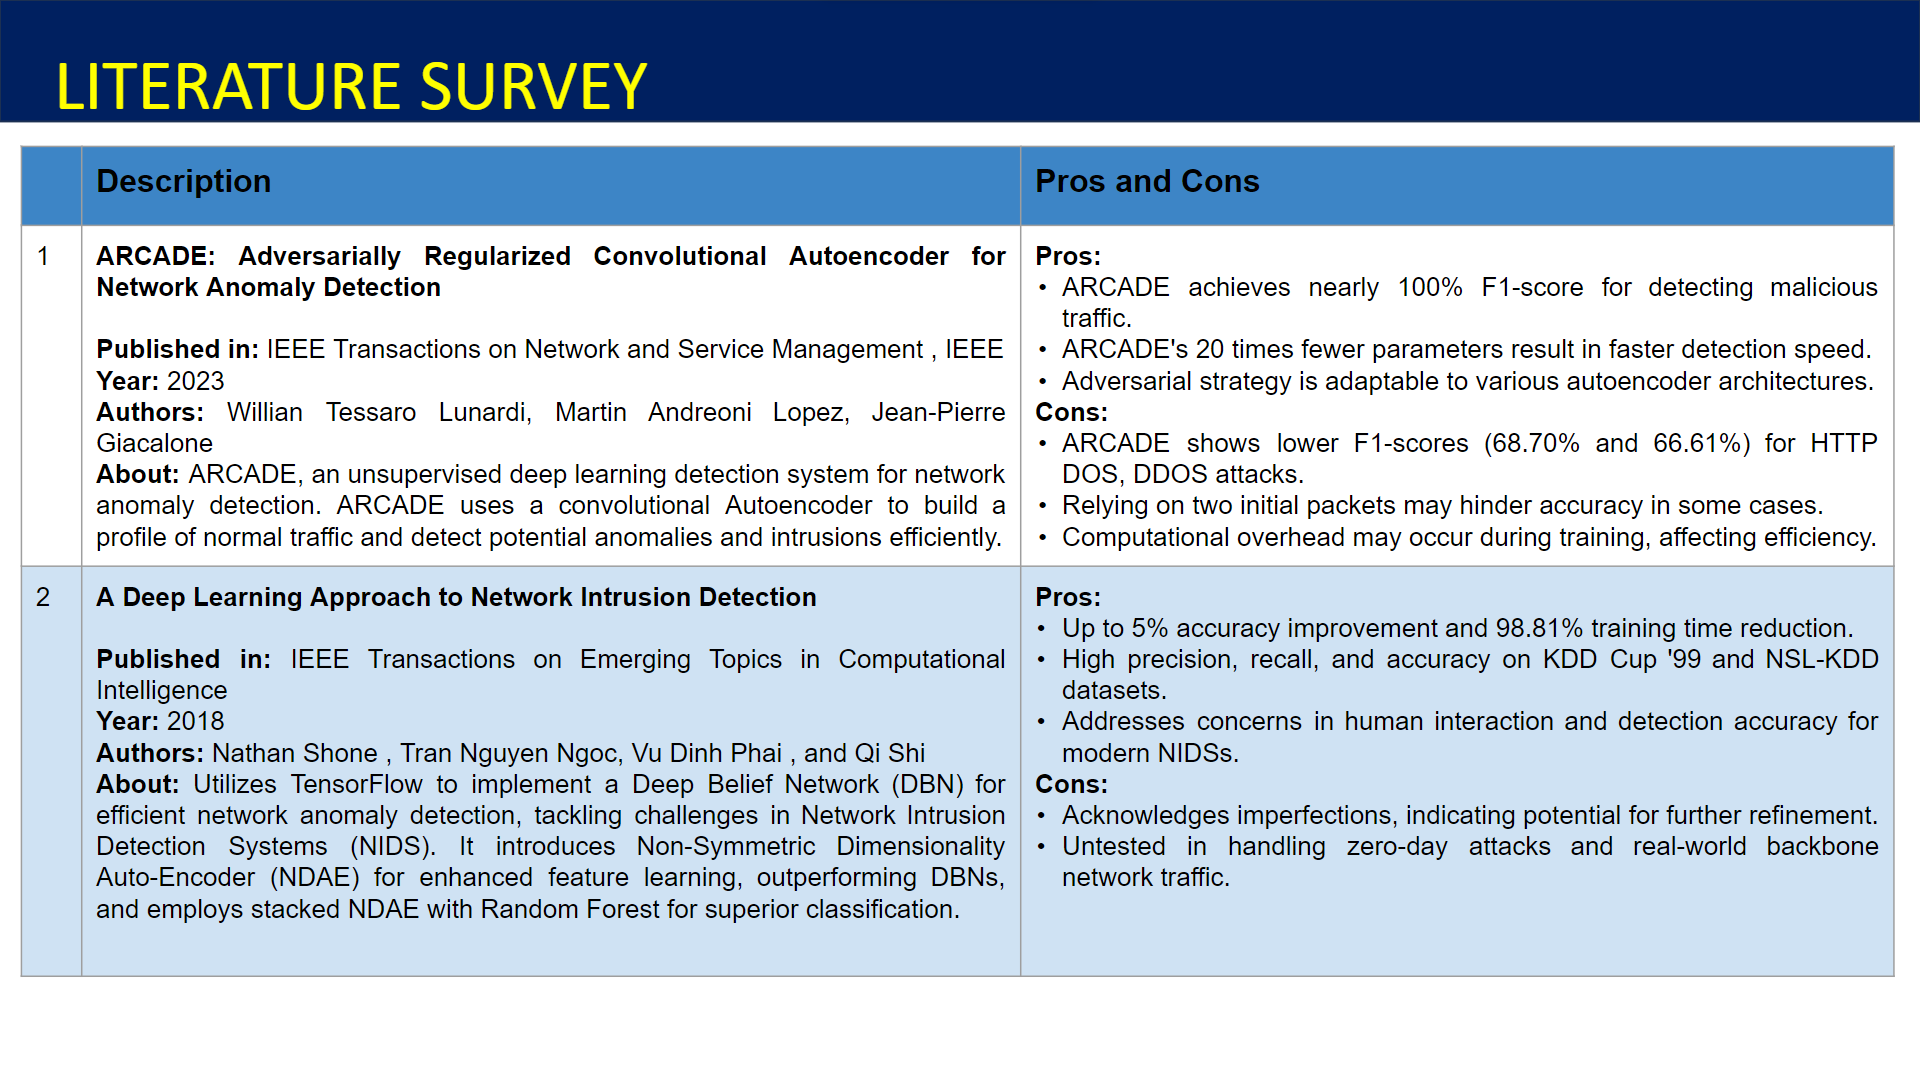 LITERATURE SURVEY
Description
Pros and Cons
1
ARCADE: Adversarially Regularized Convolutional Autoencoder for
Network Anomaly Detection
Published in: IEEE Transactions on Network and Service Management , IEEE
Year: 2023
Authors: Willian Tessaro Lunardi, Martin Andreoni Lopez, Jean-Pierre
Giacalone
About: ARCADE, an unsupervised deep learning detection system for network
anomaly detection. ARCADE uses a convolutional Autoencoder to build a
profile of normal traffic and detect potential anomalies and intrusions efficiently.
Pros:
• ARCADE achieves nearly 100% F1-score for detecting malicious
traffic.
• ARCADE's 20 times fewer parameters result in faster detection speed.
• Adversarial strategy is adaptable to various autoencoder architectures.
Cons:
• ARCADE shows lower F1-scores (68.70% and 66.61%) for HTTP
DOS, DDOS attacks.
• Relying on two initial packets may hinder accuracy in some cases.
• Computational overhead may occur during training, affecting efficiency.
2
A Deep Learning Approach to Network Intrusion Detection
Published in: IEEE Transactions on Emerging Topics in Computational
Intelligence
Year: 2018
Authors: Nathan Shone , Tran Nguyen Ngoc, Vu Dinh Phai , and Qi Shi
About: Utilizes TensorFlow to implement a Deep Belief Network (DBN) for
efficient network anomaly detection, tackling challenges in Network Intrusion
Detection Systems (NIDS). It introduces Non-Symmetric Dimensionality
Auto-Encoder (NDAE) for enhanced feature learning, outperforming DBNs,
and employs stacked NDAE with Random Forest for superior classification.
Pros:
• Up to 5% accuracy improvement and 98.81% training time reduction.
• High precision, recall, and accuracy on KDD Cup '99 and NSL-KDD
datasets.
• Addresses concerns in human interaction and detection accuracy for
modern NIDSs.
Cons:
• Acknowledges imperfections, indicating potential for further refinement.
• Untested in handling zero-day attacks and real-world backbone
network traffic.